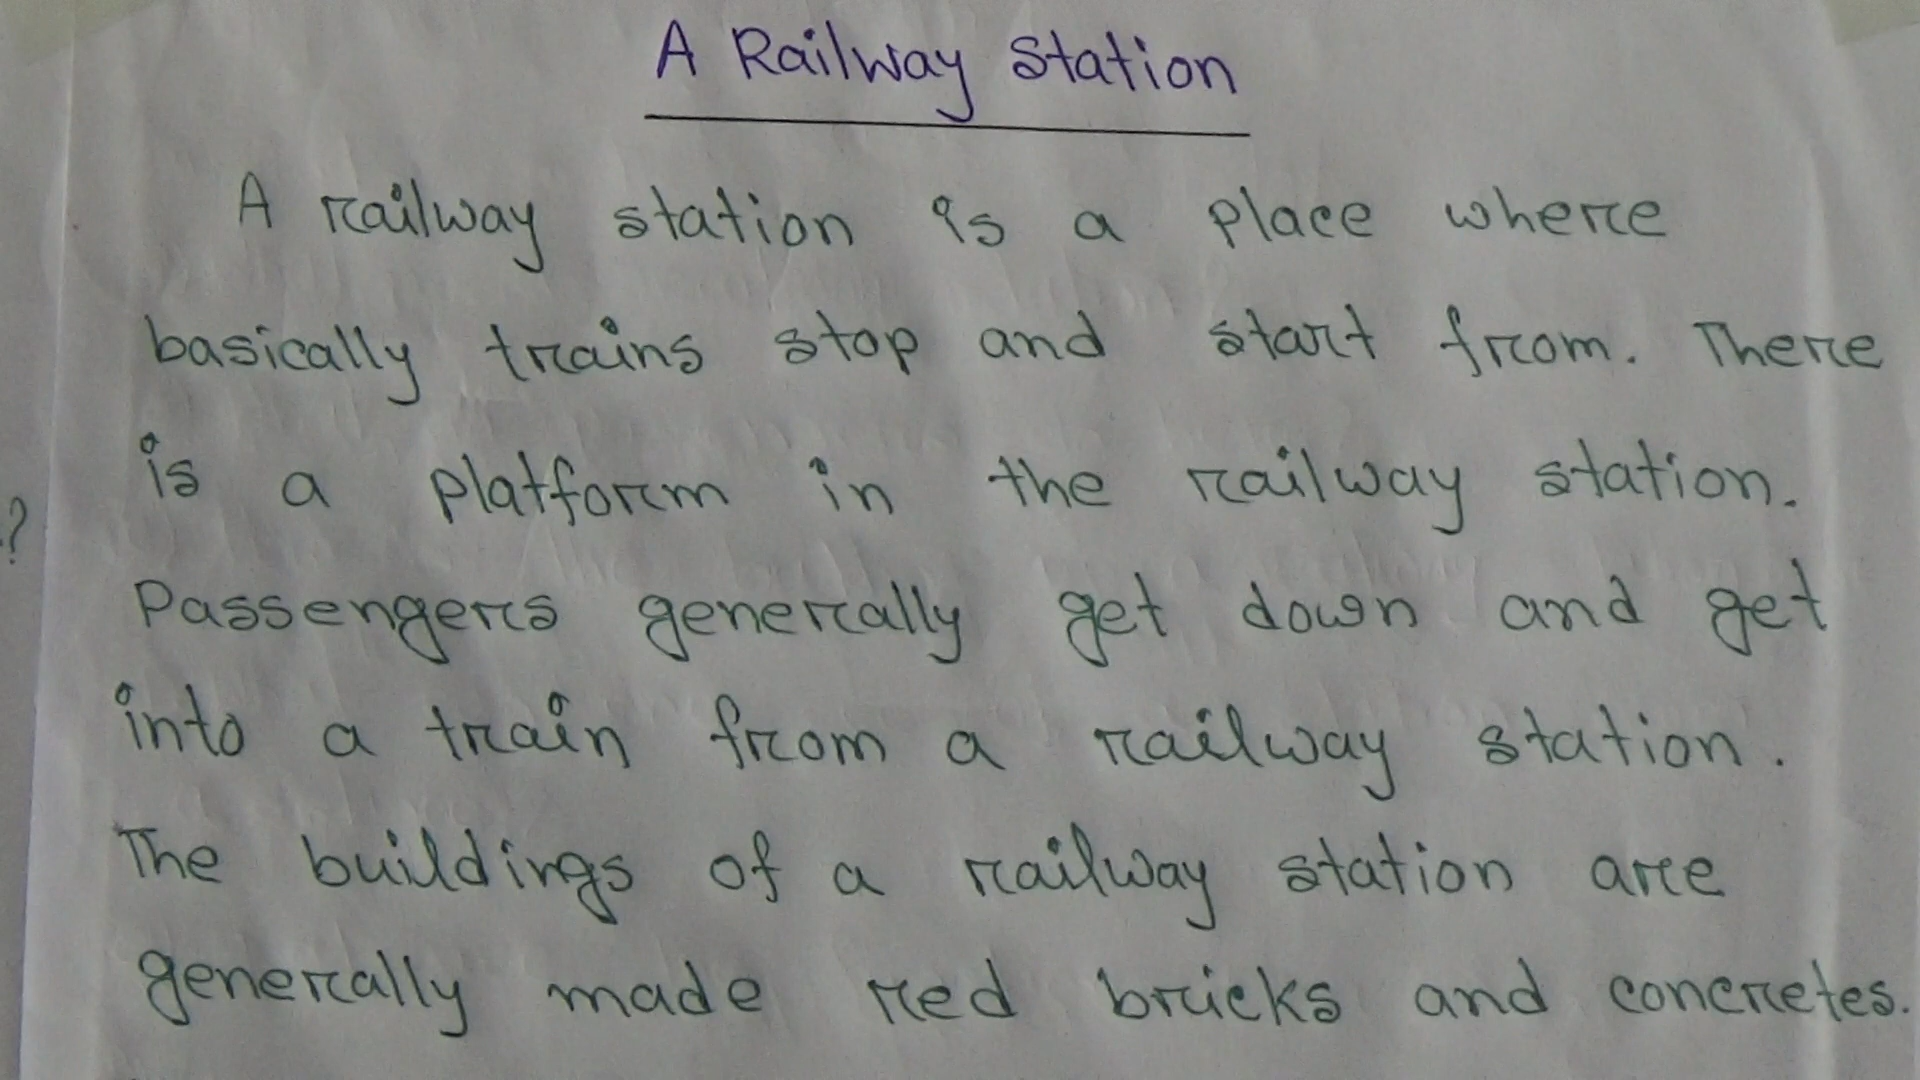 A Railway Station
A railway station is a place where
basically trains stop and start from. There
is a platform in the railway station.
?
Passengers generally get down and get
into a train from a railway station.
The buildings of a railway station are
generally made red bricks and concretes.